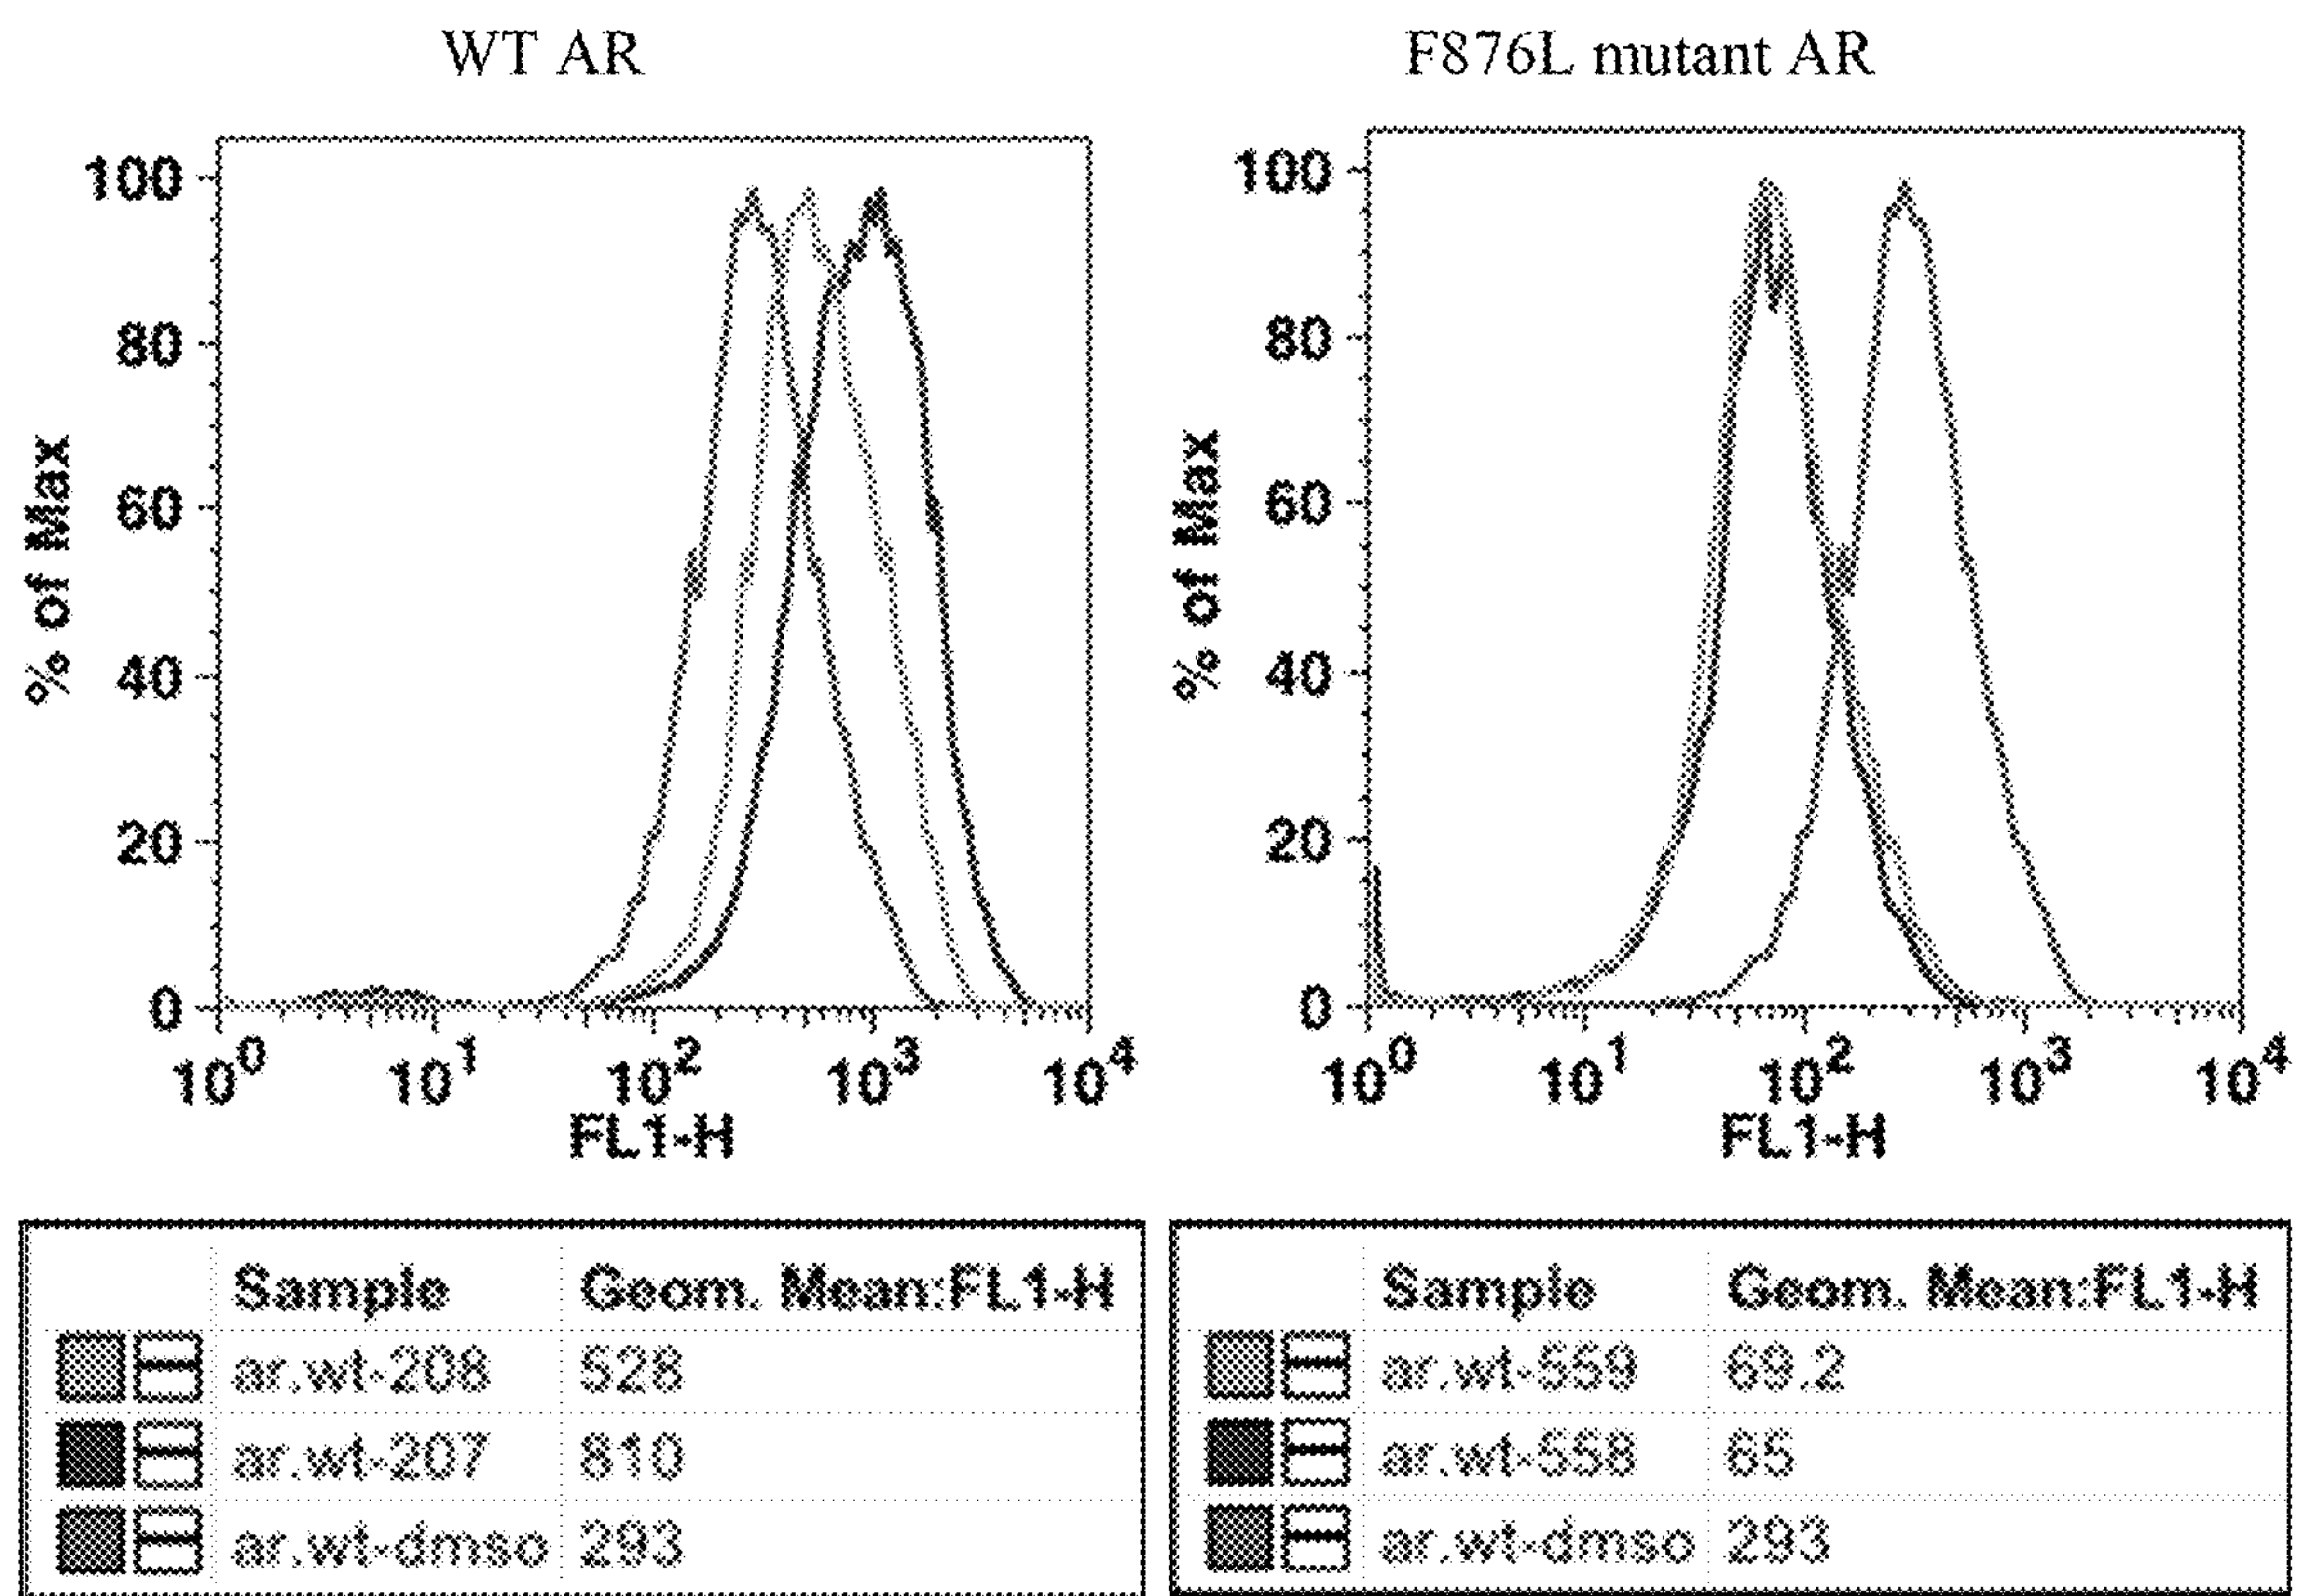 WT AR
F876L mutant AR
% of Max
100
80
60
40
20
0
10^0 10^1 10^2 10^3 10^4
FL1-H
% of Max
100
80
60
40
20
0
10^0 10^1 10^2 10^3 10^4
FL1-H
Sample Geom. Mean:FL1-H
ar.wt-208 528
ar.wt-207 810
ar.wt-dmso 293
Sample Geom. Mean:FL1-H
ar.wt-559 69.2
ar.wt-558 65
ar.wt-dmso 293